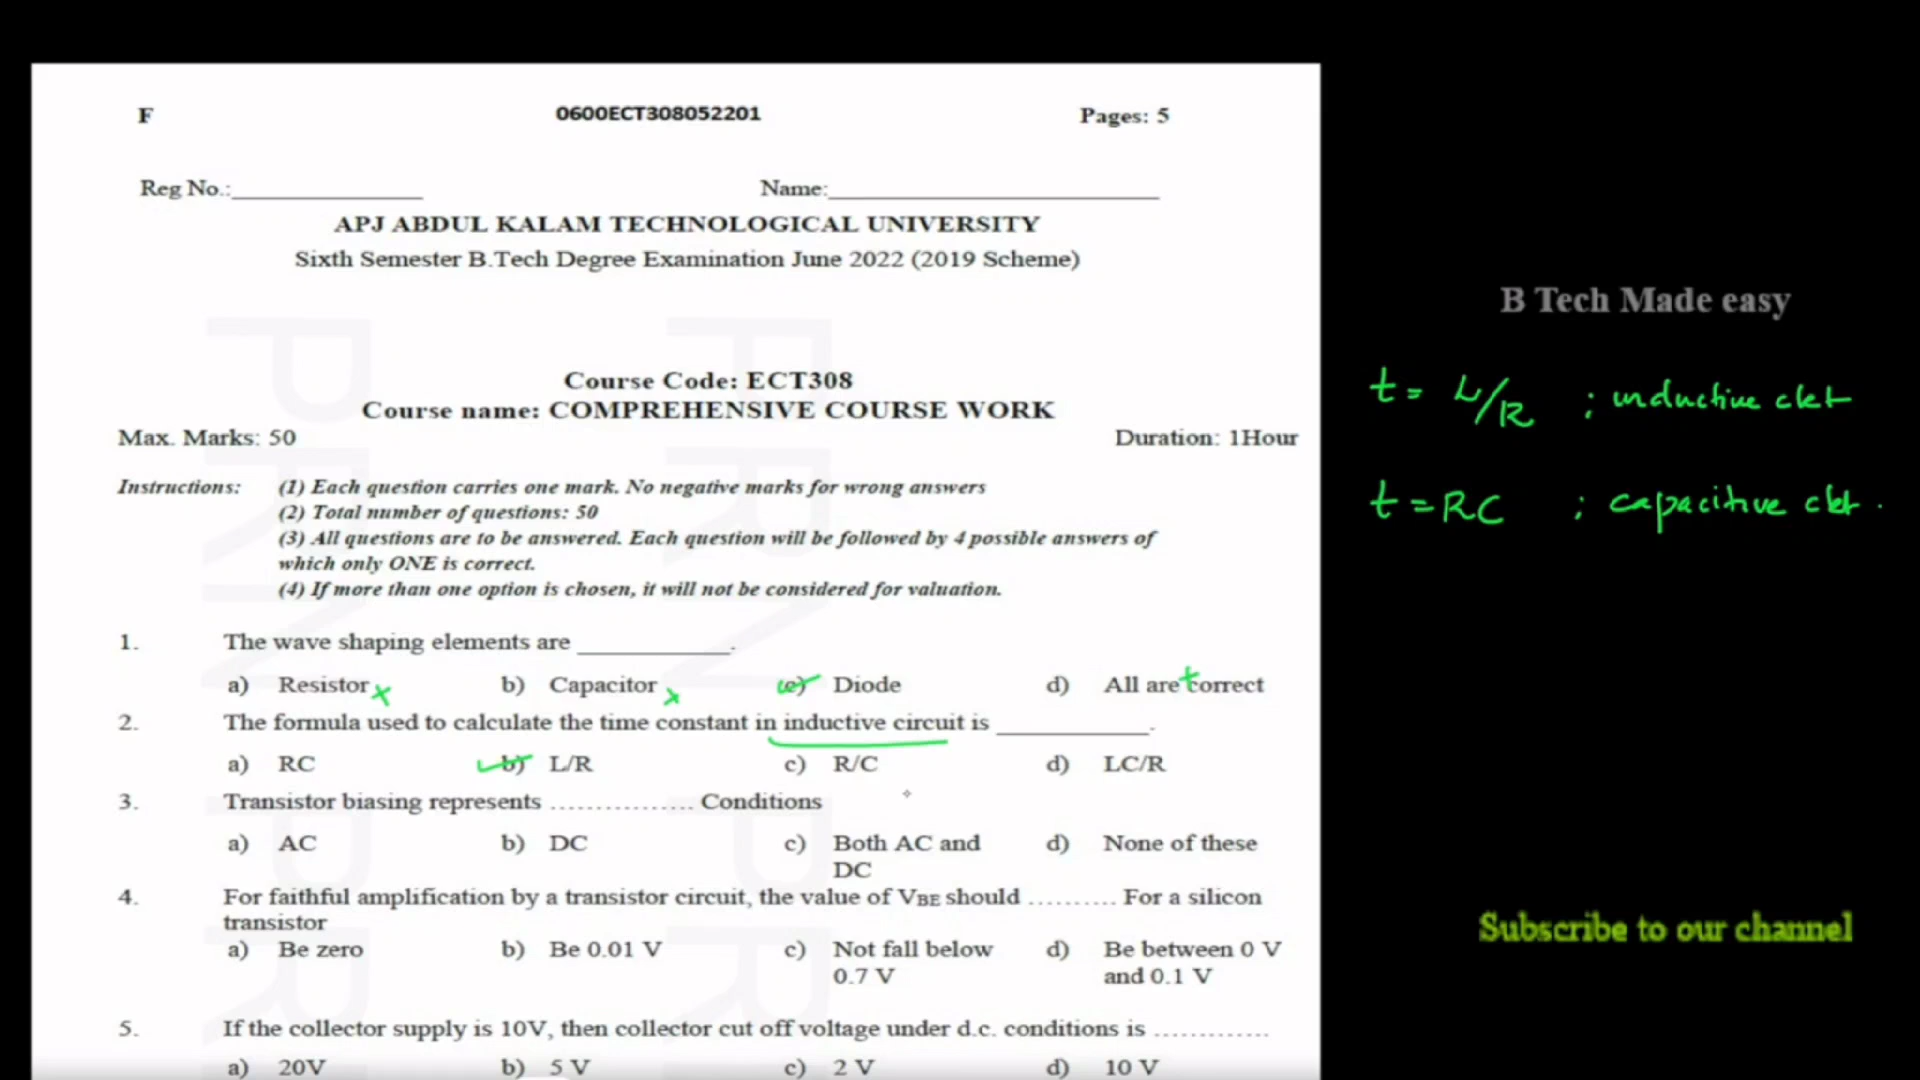 F 0600ECT308052201 Pages: 5
Reg No.:_______________ Name:__________________________
APJ ABDUL KALAM TECHNOLOGICAL UNIVERSITY
Sixth Semester B.Tech Degree Examination June 2022 (2019 Scheme)
Course Code: ECT308
Course name: COMPREHENSIVE COURSE WORK
Max. Marks: 50 Duration: 1Hour
Instructions: (1) Each question carries one mark. No negative marks for wrong answers
(2) Total number of questions: 50
(3) All questions are to be answered. Each question will be followed by 4 possible answers of
which only ONE is correct.
(4) If more than one option is chosen, it will not be considered for valuation.
1. The wave shaping elements are ____________.
a) Resistor b) Capacitor c) Diode d) All are correct
2. The formula used to calculate the time constant in inductive circuit is ____________.
a) RC b) L/R c) R/C d) LC/R
3. Transistor biasing represents ................ Conditions
a) AC b) DC c) Both AC and d) None of these
DC
4. For faithful amplification by a transistor circuit, the value of VBE should .......... For a silicon
transistor
a) Be zero b) Be 0.01 V c) Not fall below d) Be between 0 V
0.7 V and 0.1 V
5. If the collector supply is 10V, then collector cut off voltage under d.c. conditions is .............
a) 20V b) 5 V c) 2 V d) 10 V
B Tech Made easy
t = L/R ; inductive ckt
t = RC ; capacitive ckt .
Subscribe to our channel